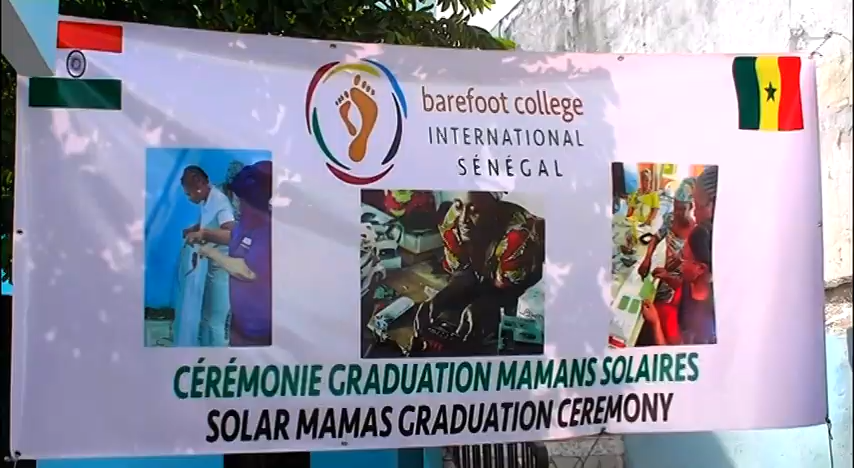 barefoot college
INTERNATIONAL
SÉNÉGAL
CÉRÉMONIE GRADUATION MAMANS SOLAIRES
SOLAR MAMAS GRADUATION CEREMONY